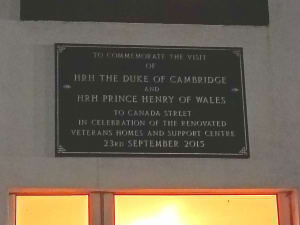 TO COMMEMORATE THE VISIT
OF
HRH THE DUKE OF CAMBRIDGE
AND
HRH PRINCE HENRY OF WALES
TO CANADA STREET
IN CELEBRATION OF THE RENOVATED
VETERANS HOMES AND SUPPORT CENTRE
23RD SEPTEMBER 2015